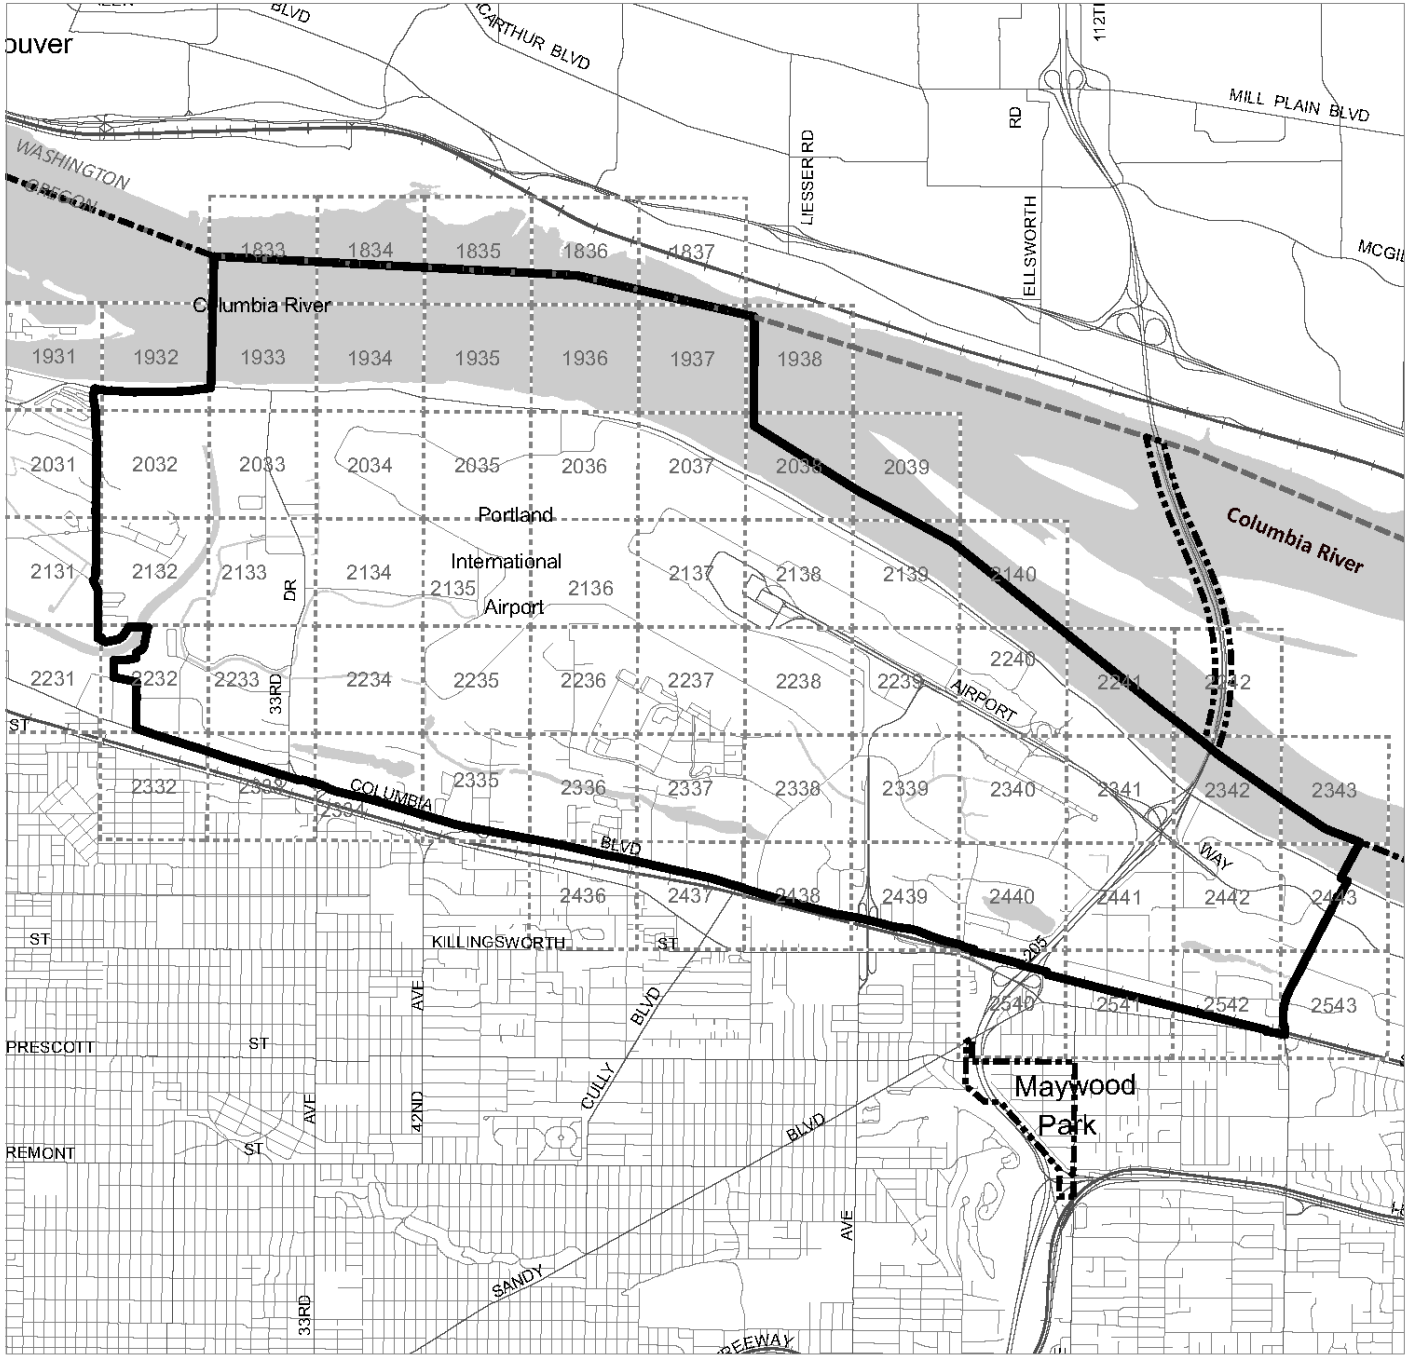 BLVD
CARTHUR BLVD
112TH
ouver
MILL PLAIN BLVD
RD
WASHINGTON
OREGON
LIESSER RD
ELLSWORTH
1833 1834 1835 1836 1837
Columbia River
1931 1932 1933 1934 1935 1936 1937 1938
2031 2032 2033 2034 2035 2036 2037 2038 2039
Portland
International
Airport
Columbia River
2131 2132 2133 2134 2135 2136 2137 2138 2139 2140
DR
2231 2232 2233 2234 2235 2236 2237 2238 2239 2240 2241 2242
33RD
AIRPORT
ST
2332 2333 2334 2335 2336 2337 2338 2339 2340 2341 2342 2343
COLUMBIA
BLVD
WAY
2436 2437 2438 2439 2440 2441 2442 2443
ST
KILLINGSWORTH ST
205
2540 2541 2542 2543
AVE
BLVD
PRESCOTT
ST
CULLY
Maywood
Park
AVE
42ND
BLVD
REMONT
ST
AVE
SANDY
33RD
REEWAY